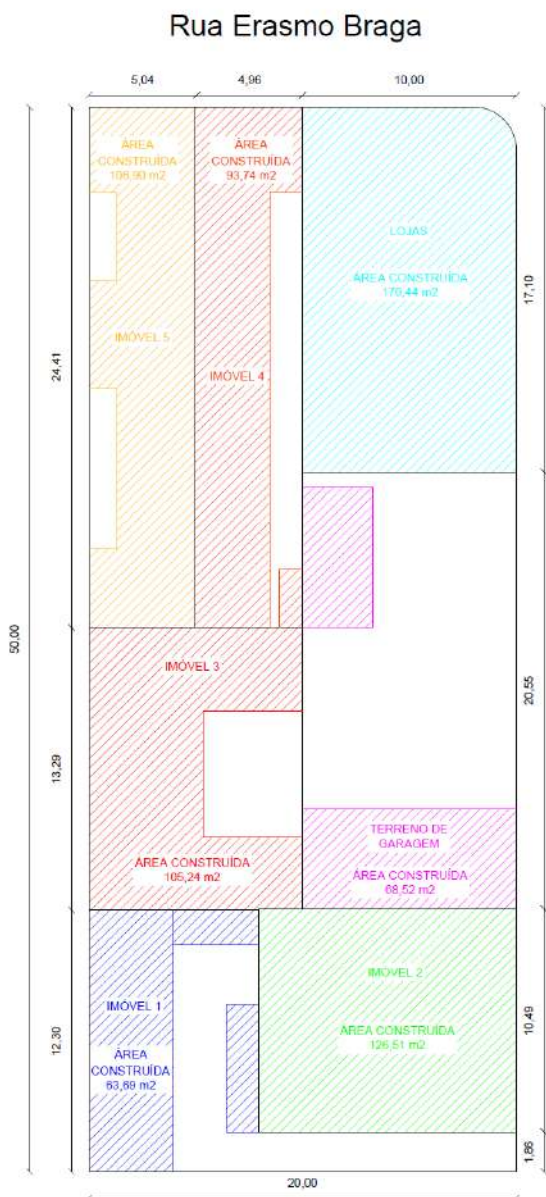 Rua Erasmo Braga
5,04
4,96
10,00
ÁREA
CONSTRUÍDA
108,90 m2
ÁREA
CONSTRUÍDA
93,74 m2
LOJAS
ÁREA CONSTRUÍDA
170,44 m2
17,10
24,41
IMÓVEL 5
IMÓVEL 4
50,00
IMÓVEL 3
20,55
13,29
TERRENO DE
GARAGEM
ÁREA CONSTRUÍDA
68,52 m2
ÁREA CONSTRUÍDA
105,24 m2
IMÓVEL 2
IMÓVEL 1
ÁREA CONSTRUÍDA
126,51 m2
10,49
12,30
ÁREA
CONSTRUÍDA
63,69 m2
1,86
20,00